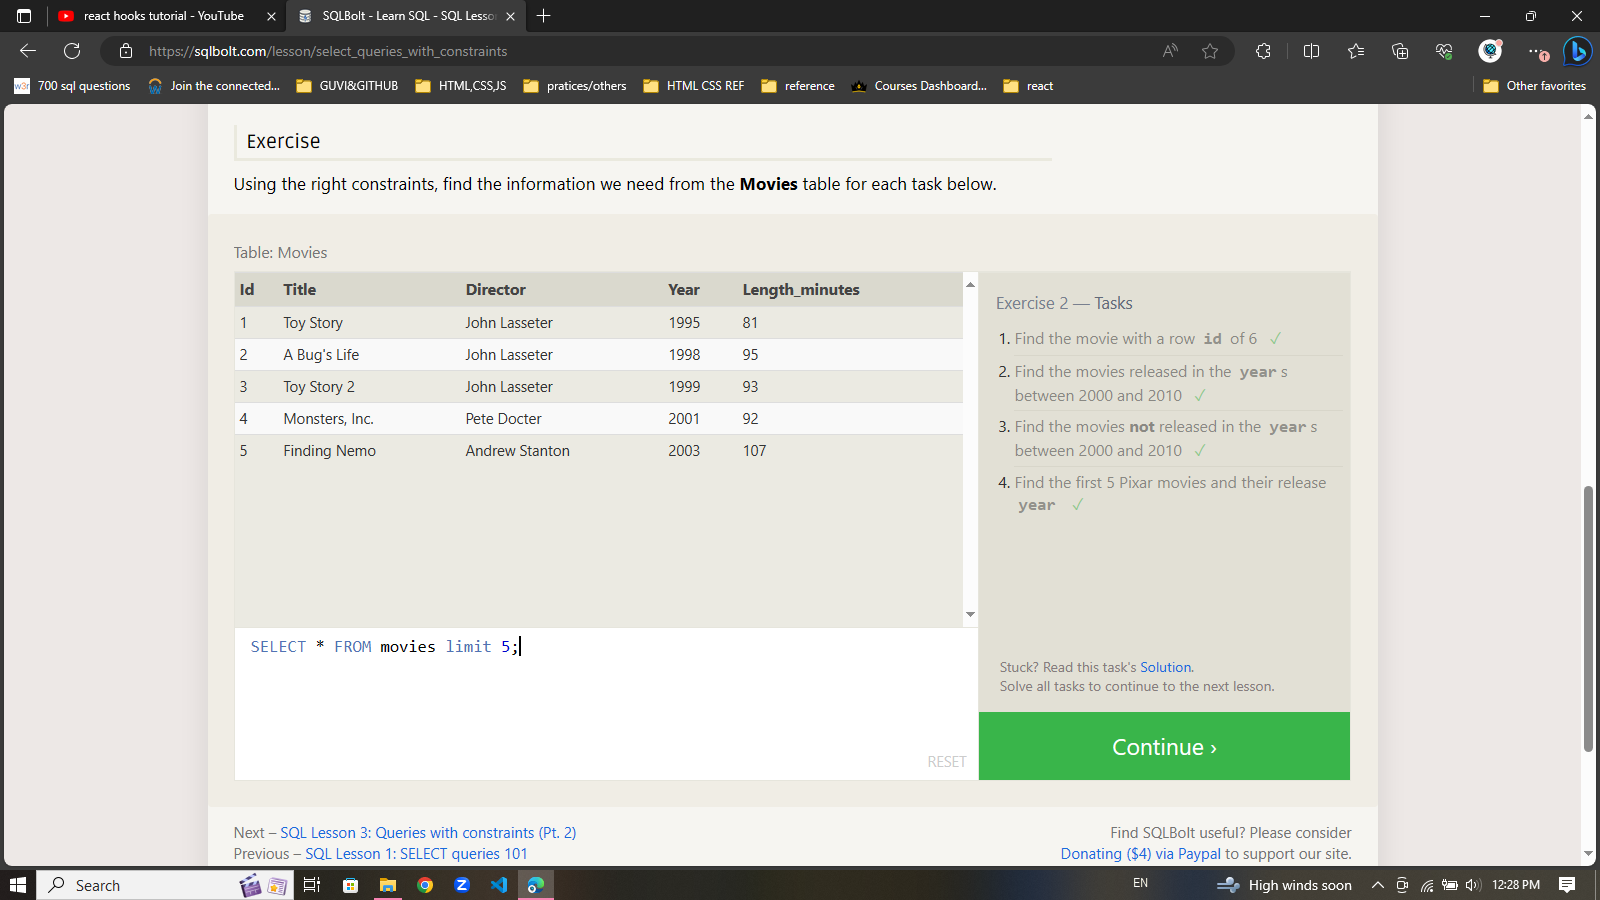 react hooks tutorial - YouTube
SQLBolt - Learn SQL - SQL Lesso
https://sqlbolt.com/lesson/select_queries_with_constraints
700 sql questions
Join the connected...
GUVI&GITHUB
HTML,CSS,JS
pratices/others
HTML CSS REF
reference
Courses Dashboard...
react
Other favorites
Exercise
Using the right constraints, find the information we need from the Movies table for each task below.
Table: Movies
Id Title Director Year Length_minutes
1 Toy Story John Lasseter 1995 81
2 A Bug's Life John Lasseter 1998 95
3 Toy Story 2 John Lasseter 1999 93
4 Monsters, Inc. Pete Docter 2001 92
5 Finding Nemo Andrew Stanton 2003 107
SELECT * FROM movies limit 5;
RESET
Exercise 2 — Tasks
1. Find the movie with a row id of 6 ✓
2. Find the movies released in the year s
between 2000 and 2010 ✓
3. Find the movies not released in the year s
between 2000 and 2010 ✓
4. Find the first 5 Pixar movies and their release
year ✓
Stuck? Read this task's Solution.
Solve all tasks to continue to the next lesson.
Continue ›
Next – SQL Lesson 3: Queries with constraints (Pt. 2)
Previous – SQL Lesson 1: SELECT queries 101
Find SQLBolt useful? Please consider
Donating ($4) via Paypal to support our site.
Search
EN
High winds soon
12:28 PM